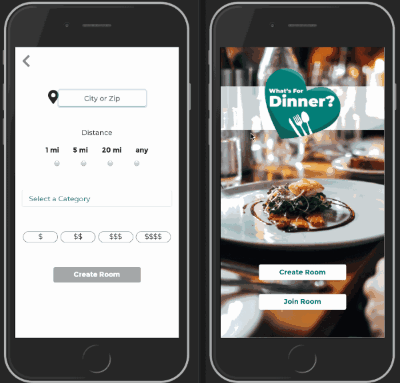 City or Zip
Distance
1 mi 5 mi 20 mi any
Select a Category
$ $$ $$$ $$$$
Create Room
What's For
Dinner?
Create Room
Join Room